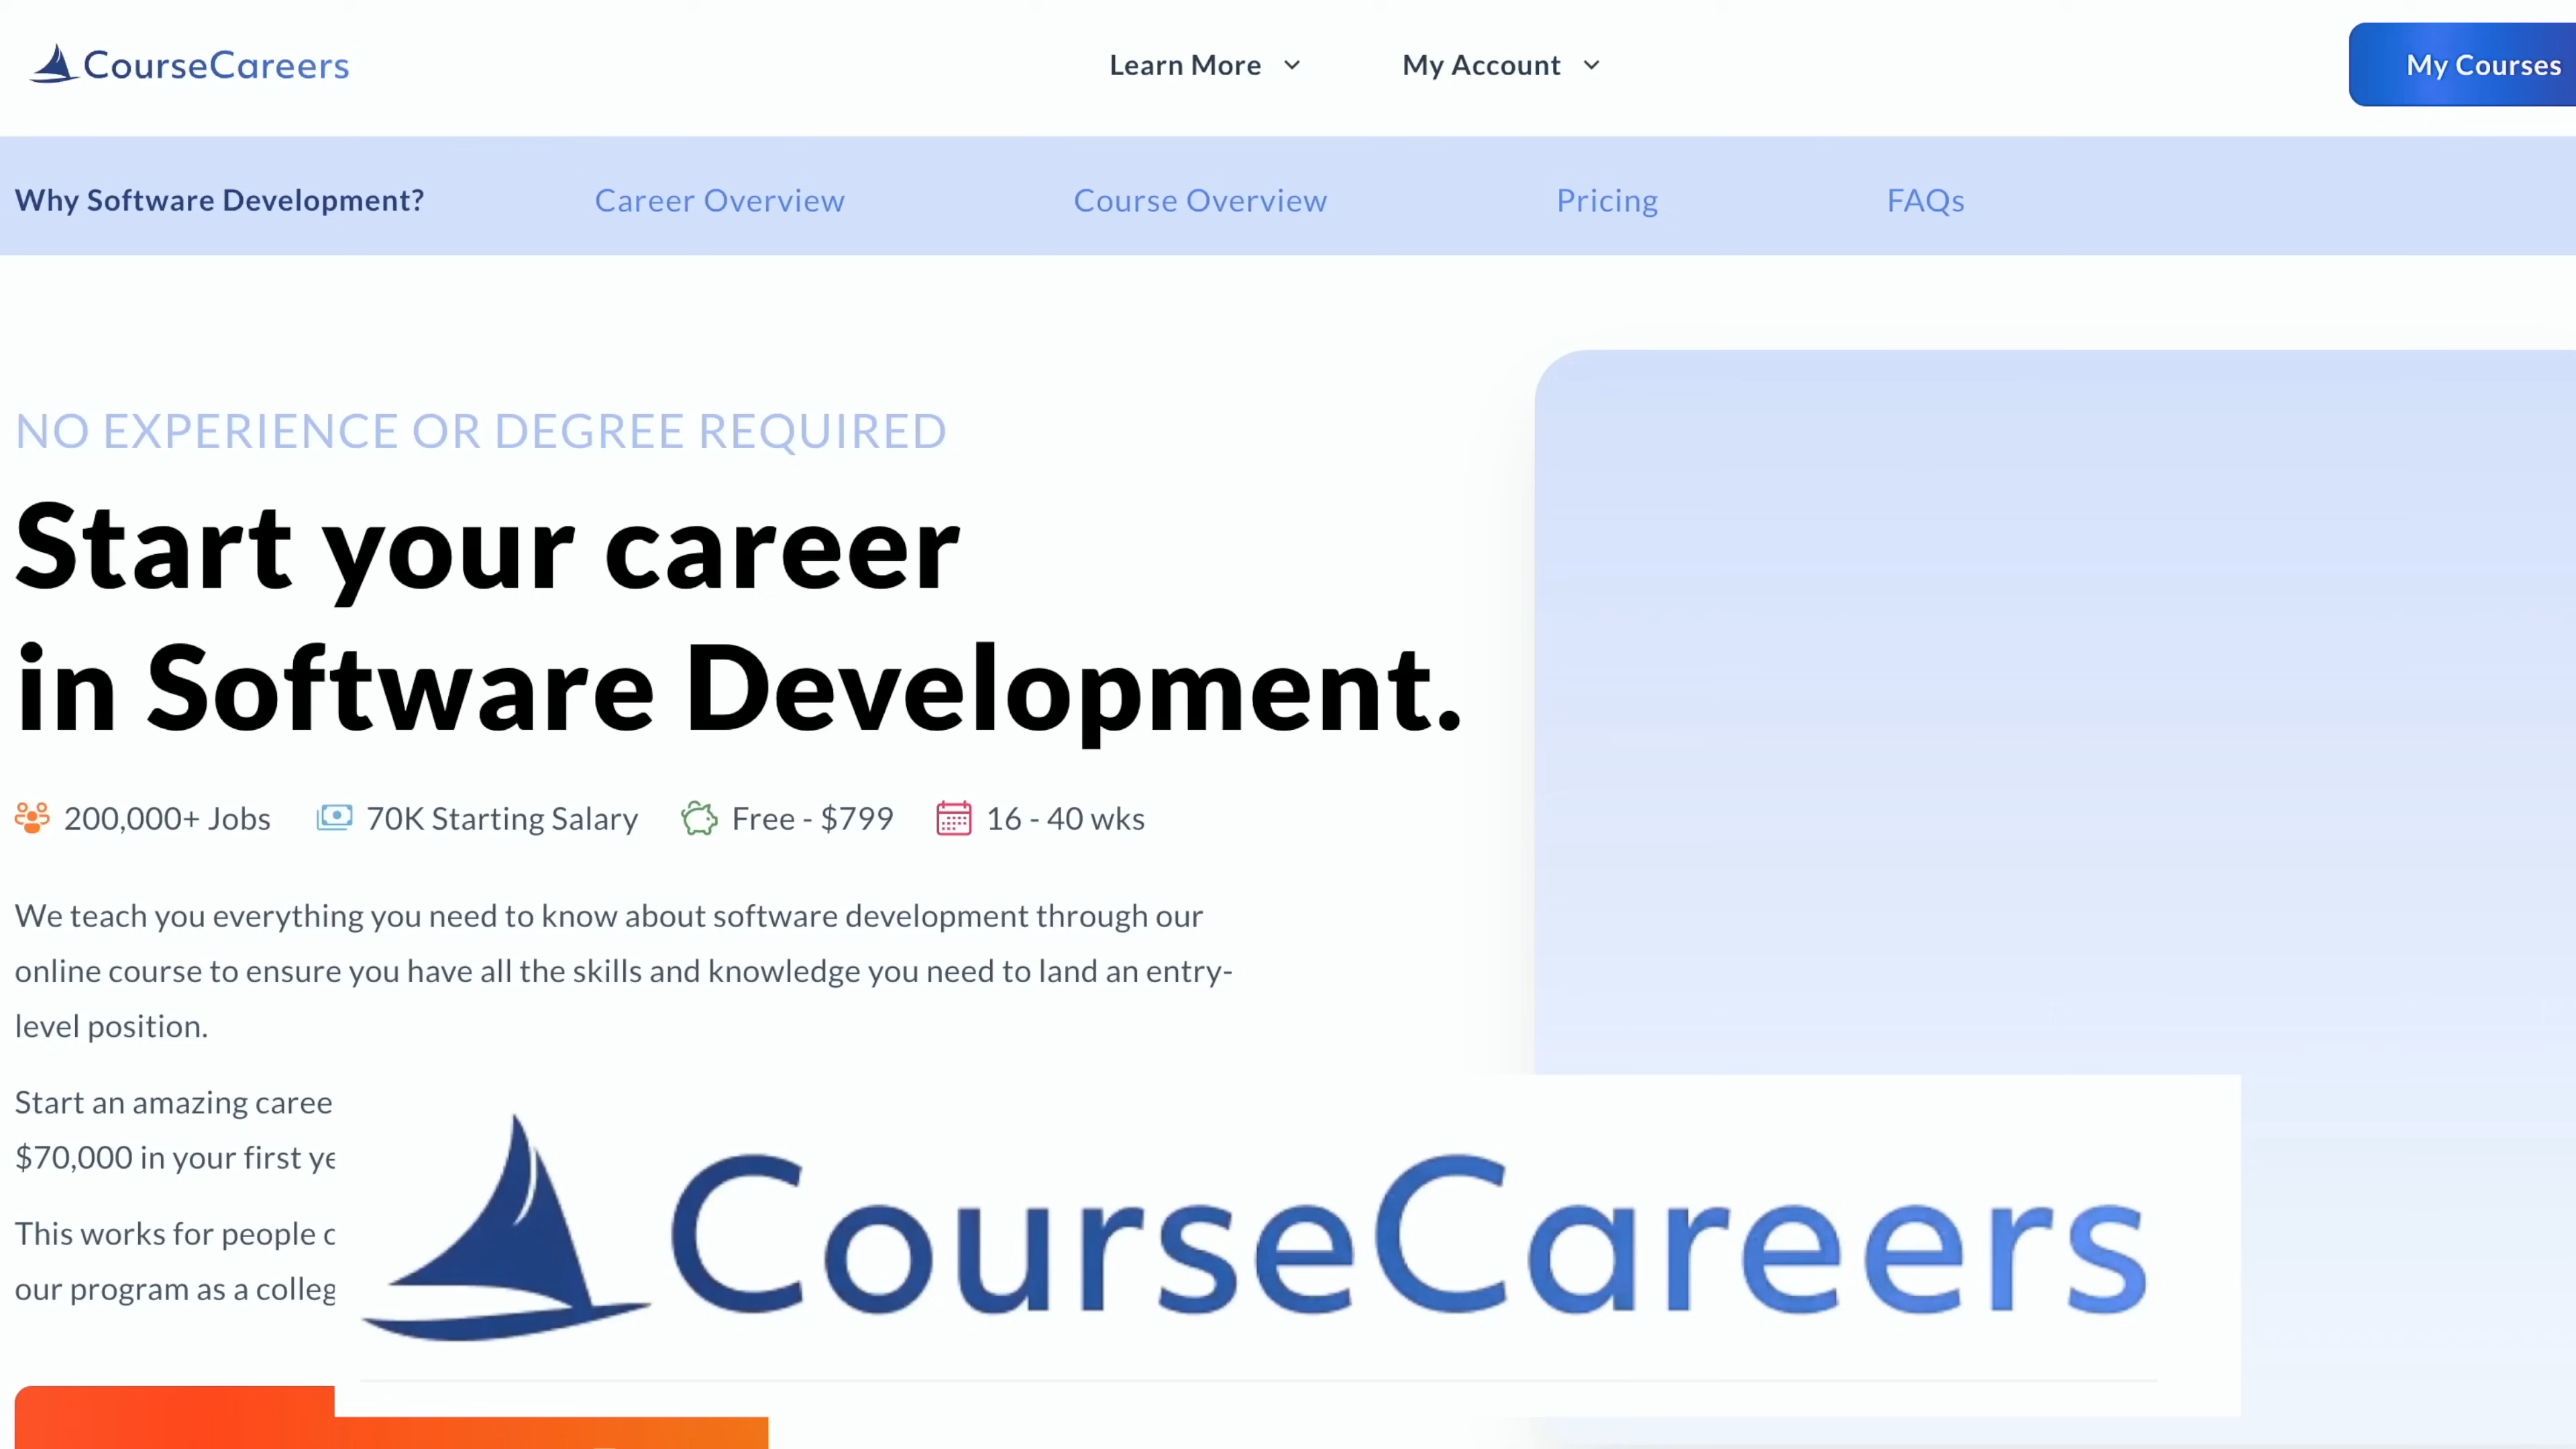 CourseCareers
Learn More
My Account
My Courses
Why Software Development?
Career Overview
Course Overview
Pricing
FAQs
NO EXPERIENCE OR DEGREE REQUIRED
Start your career
in Software Development.
200,000+ Jobs
70K Starting Salary
Free - $799
16 - 40 wks
We teach you everything you need to know about software development through our
online course to ensure you have all the skills and knowledge you need to land an entry-
level position.
Start an amazing
$70,000 in your first
This works for people
our program as a
CourseCareers